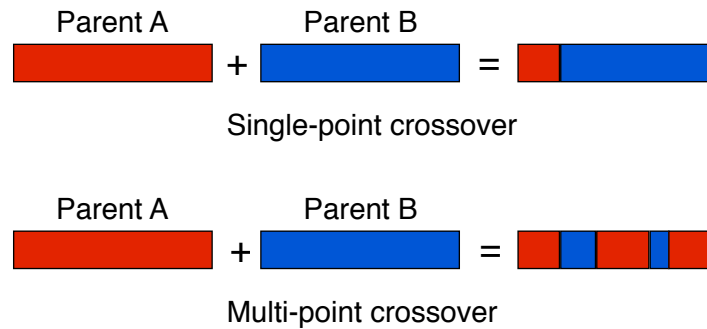 Parent A Parent B
+ =
Single-point crossover
Parent A Parent B
+ =
Multi-point crossover